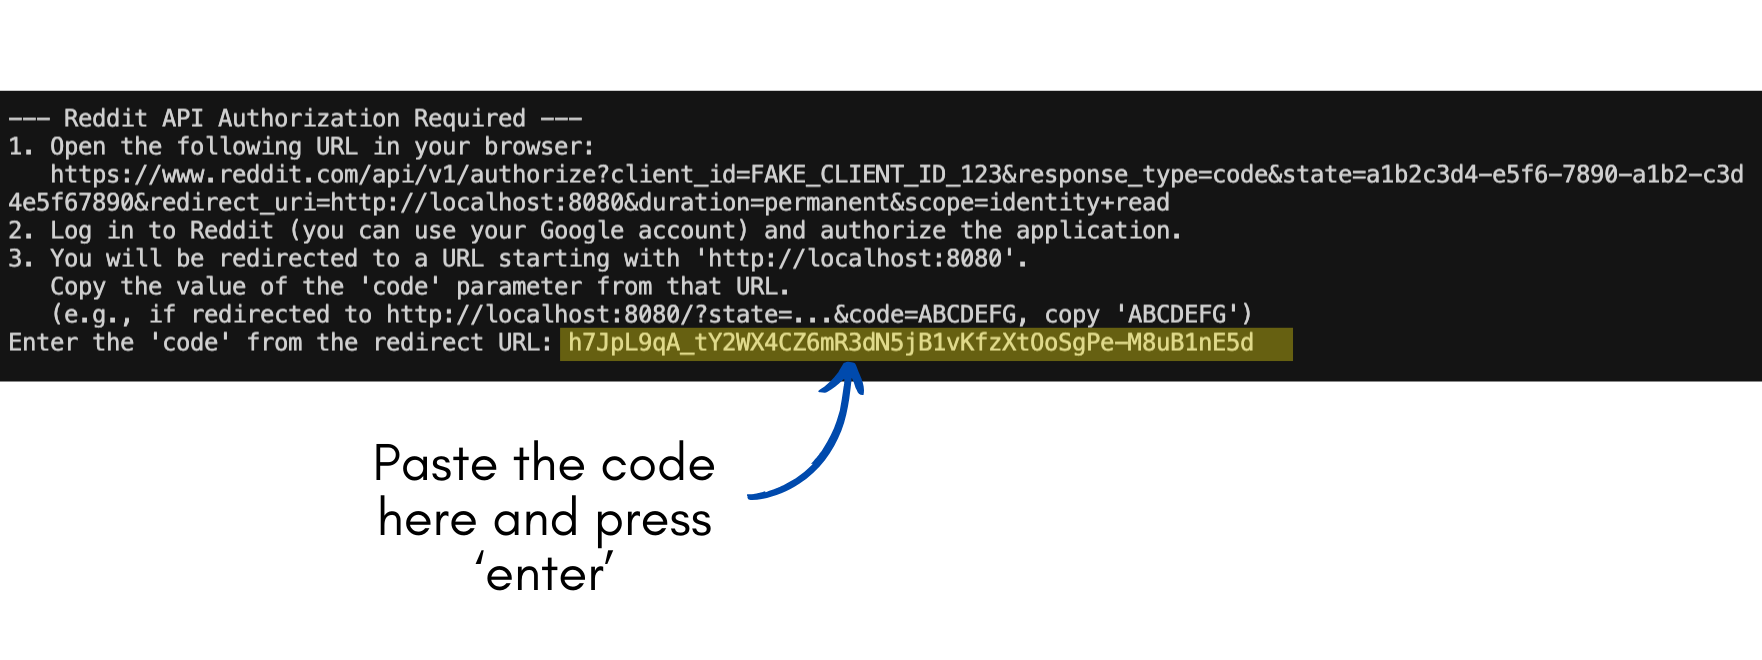 --- Reddit API Authorization Required ---
1. Open the following URL in your browser:
https://www.reddit.com/api/v1/authorize?client_id=FAKE_CLIENT_ID_123&response_type=code&state=a1b2c3d4-e5f6-7890-a1b2-c3d
4e5f67890&redirect_uri=http://localhost:8080&duration=permanent&scope=identity+read
2. Log in to Reddit (you can use your Google account) and authorize the application.
3. You will be redirected to a URL starting with 'http://localhost:8080'.
Copy the value of the 'code' parameter from that URL.
(e.g., if redirected to http://localhost:8080/?state=...&code=ABCDEFG, copy 'ABCDEFG')
Enter the 'code' from the redirect URL: h7JpL9qA_tY2WX4CZ6mR3dN5jB1vKfzXtOoSgPe-M8uB1nE5d
Paste the code
here and press
‘enter’